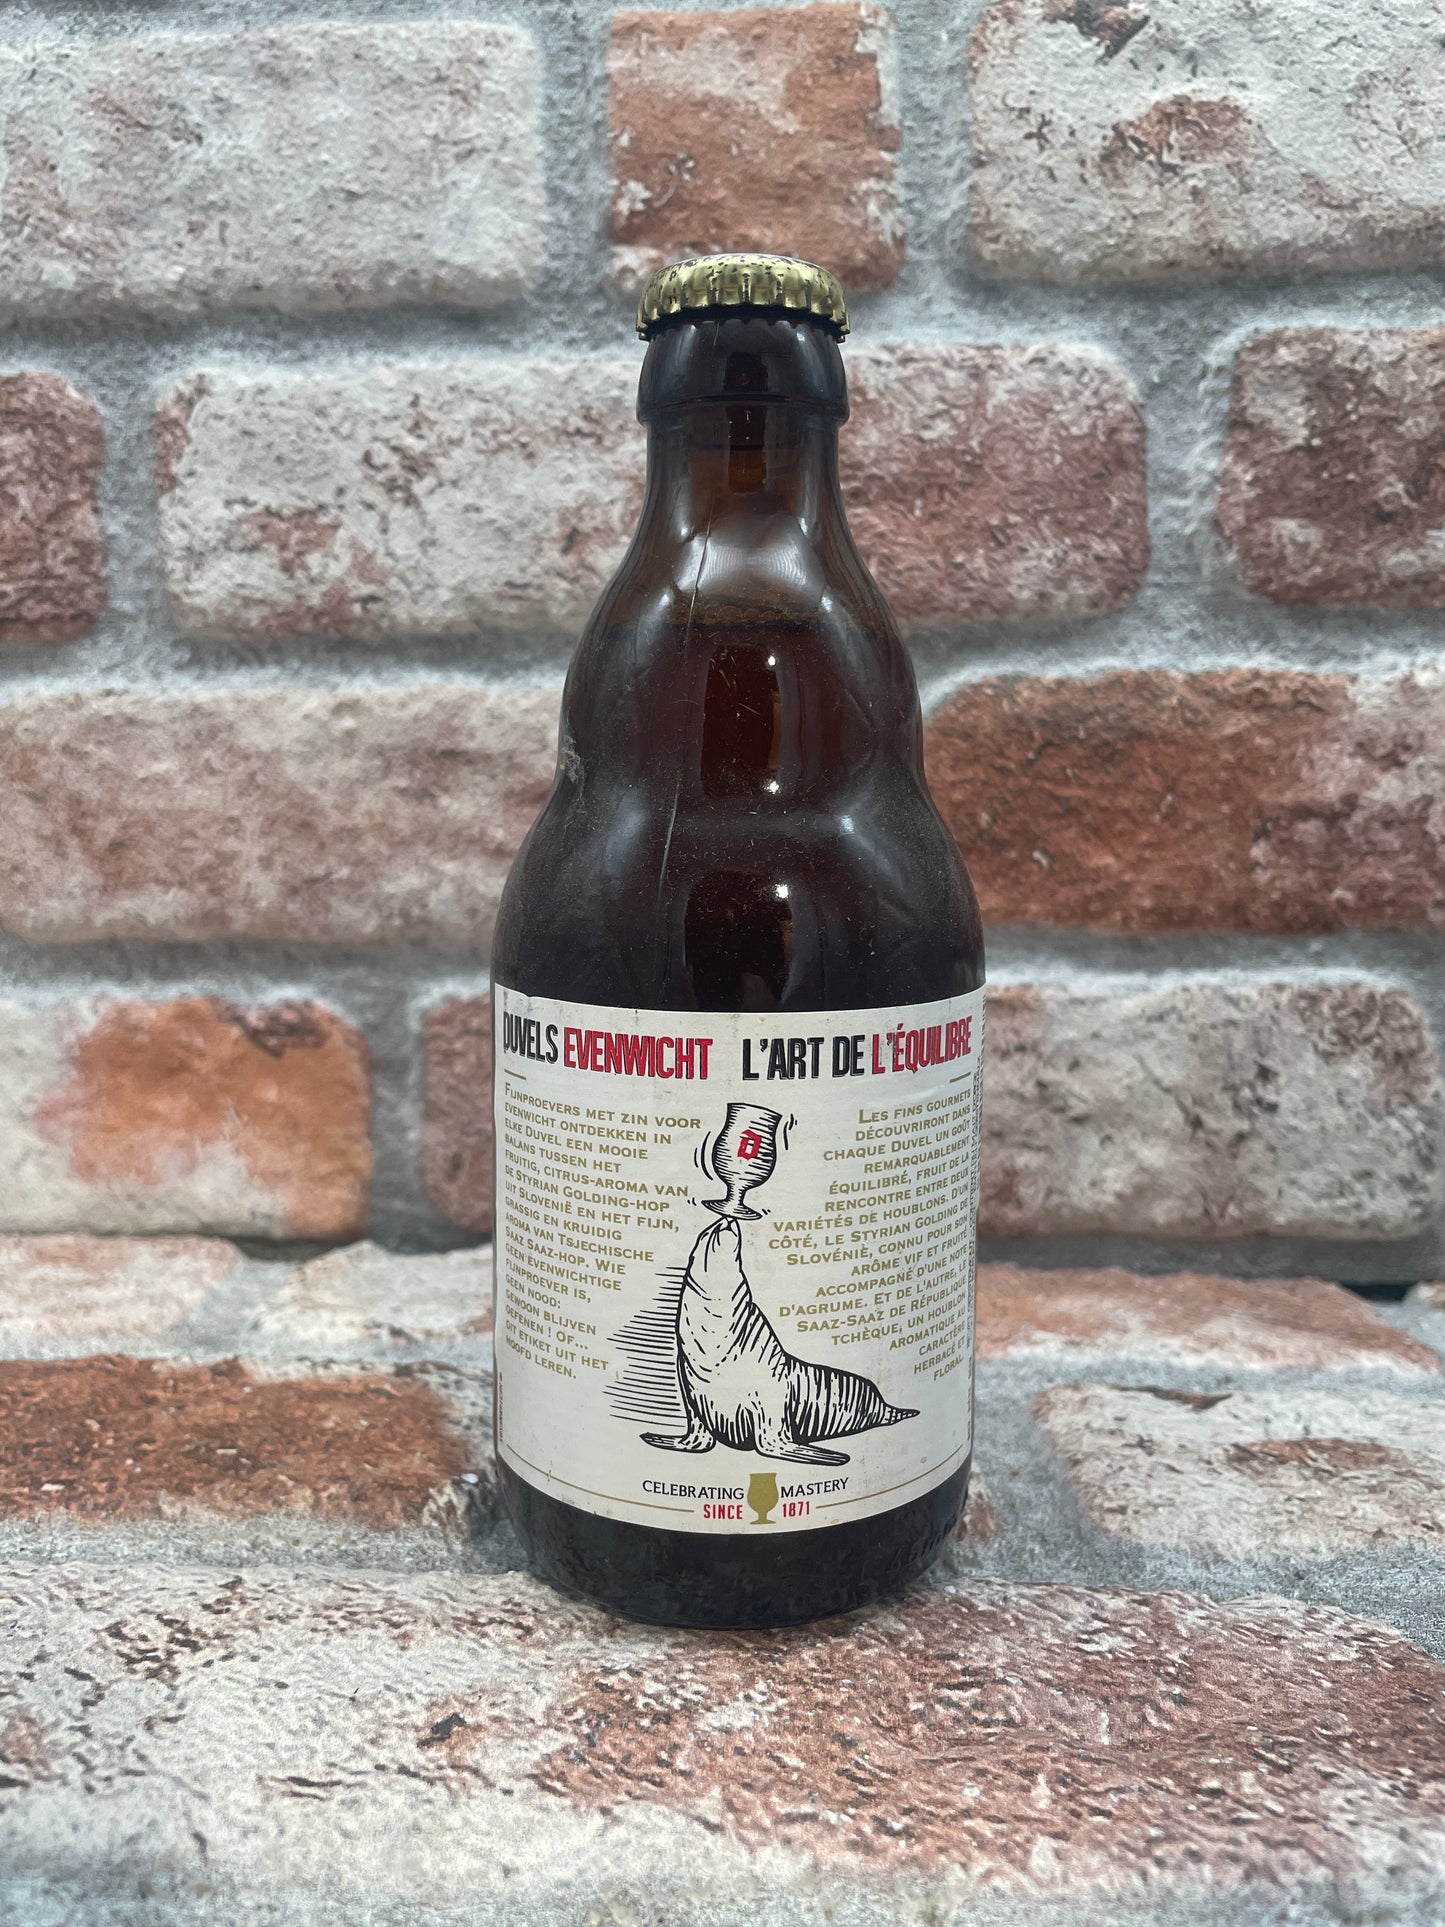 DUVELS EVENWICHT
FIJNPROEVERS MET ZIN VOOR
EVENWICHT ONTDEKKEN IN
ELKE DUVEL EEN MOOIE
BALANS TUSSEN HET
FRUITIG, CITRUS-AROMA VAN
DE STYRIAN GOLDING-HOP
UIT SLOVENIË EN HET FIJN,
GRASSIG EN KRUIDIG
AROMA VAN TSJECHISCHE
SAAZ SAAZ-HOP. WIE
GEEN EVENWICHTIGE
FIJNPROEVER IS,
GEEN NOOD:
GEWOON BLIJVEN
OEFENEN ! OF...
DIT ETIKET UIT HET
HOOFD LEREN.
L'ART DE L'ÉQUILIBRE
LES FINS GOURMETS
DÉCOUVRIRONT DANS
CHAQUE DUVEL UN GOÛT
REMARQUABLEMENT
ÉQUILIBRÉ, FRUIT DE LA
RENCONTRE ENTRE DEUX
VARIÉTÉS DE HOUBLONS. D'UN
CÔTÉ, LE STYRIAN GOLDING DE
SLOVÉNIE, CONNU POUR SON
ARÔME VIF ET FRUITÉ
ACCOMPAGNÉ D'UNE NOTE
D'AGRUME. ET DE L'AUTRE, LE
SAAZ-SAAZ DE RÉPUBLIQUE
TCHÈQUE, UN HOUBLON
AROMATIQUE AU
CARACTÈRE
HERBACÉ ET
FLORAL.
CELEBRATING MASTERY
SINCE 1871